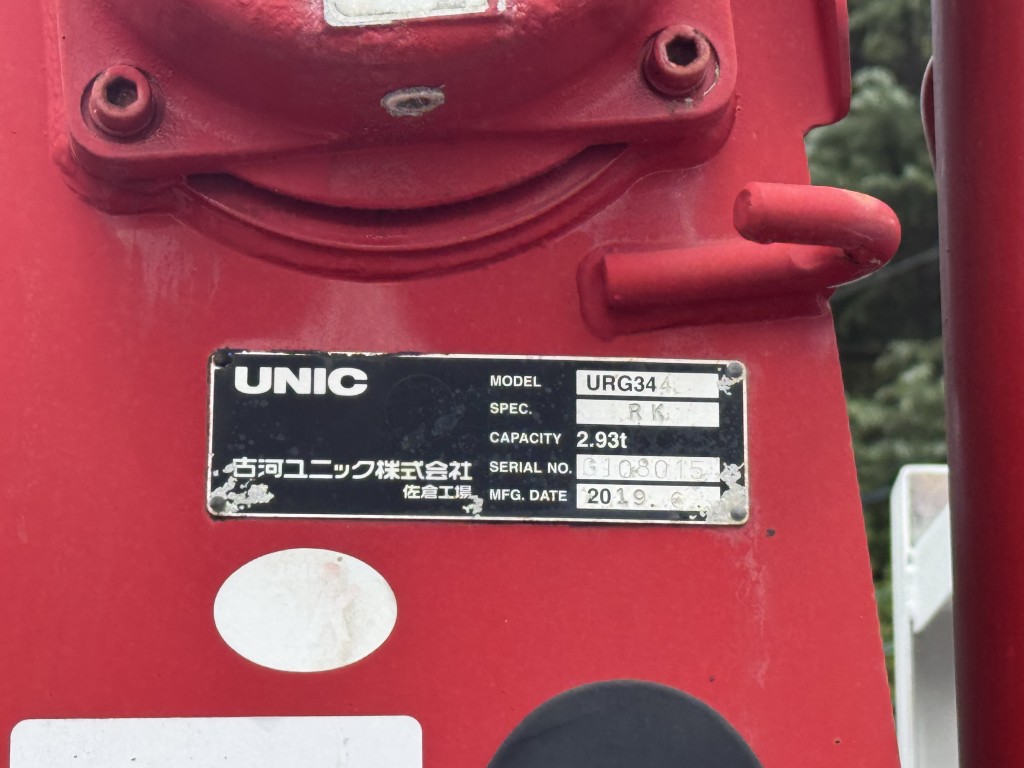 UNIC
古河ユニック株式会社
佐倉工場
MODEL URG344
SPEC. RK
CAPACITY 2.93t
SERIAL NO. G108015
MFG. DATE 2019.6